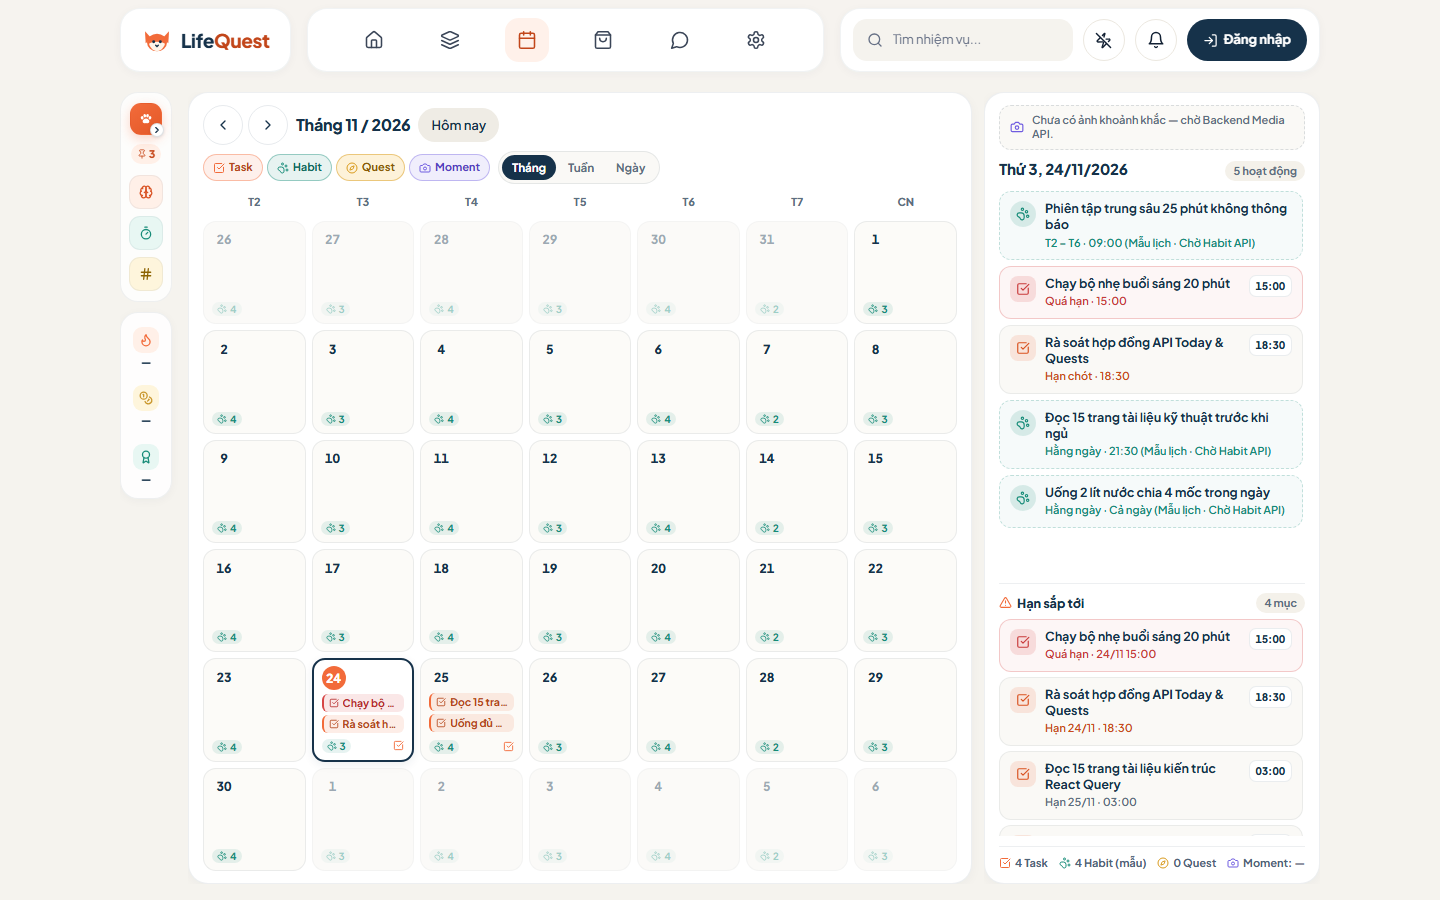 LifeQuest
Tìm nhiệm vụ...
Đăng nhập
3
Tháng 11 / 2026
Hôm nay
Task
Habit
Quest
Moment
Tháng
Tuần
Ngày
T2 T3 T4 T5 T6 T7 CN
26 27 28 29 30 31 1
4 3 4 3 4 2 3
2 3 4 5 6 7 8
4 3 4 3 4 2 3
9 10 11 12 13 14 15
4 3 4 3 4 2 3
16 17 18 19 20 21 22
4 3 4 3 4 2 3
23 24 25 26 27 28 29
Chạy bộ ... Đọc 15 tra...
Rà soát h... Uống đủ ...
4 3 4 3 4 2 3
30 1 2 3 4 5 6
4 3 4 3 4 2 3
Chưa có ảnh khoảnh khắc — chờ Backend Media
API.
Thứ 3, 24/11/2026
5 hoạt động
Phiên tập trung sâu 25 phút không thông
báo
T2 – T6 · 09:00 (Mẫu lịch · Chờ Habit API)
Chạy bộ nhẹ buổi sáng 20 phút
15:00
Quá hạn · 15:00
Rà soát hợp đồng API Today &
Quests
18:30
Hạn chót · 18:30
Đọc 15 trang tài liệu kỹ thuật trước khi
ngủ
Hằng ngày · 21:30 (Mẫu lịch · Chờ Habit API)
Uống 2 lít nước chia 4 mốc trong ngày
Hằng ngày · Cả ngày (Mẫu lịch · Chờ Habit API)
Hạn sắp tới
4 mục
Chạy bộ nhẹ buổi sáng 20 phút
15:00
Quá hạn · 24/11 15:00
Rà soát hợp đồng API Today &
Quests
18:30
Hạn 24/11 · 18:30
Đọc 15 trang tài liệu kiến trúc
React Query
03:00
Hạn 25/11 · 03:00
4 Task
4 Habit (mẫu)
0 Quest
Moment: —